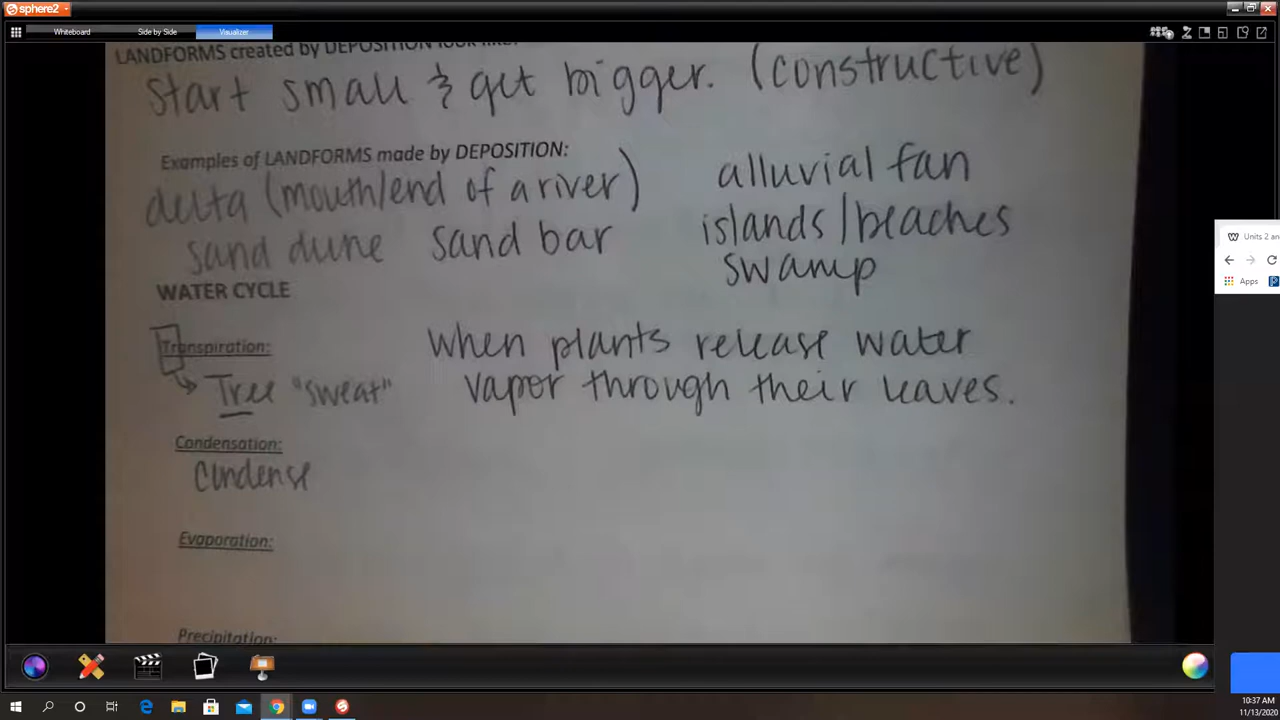 sphere2
Whiteboard Side by Side Visualizer
LANDFORMS created by DEPOSITION look like:
Start small & get bigger. (constructive)
Examples of LANDFORMS made by DEPOSITION:
delta (mouth/end of a river) alluvial fan
sand dune sand bar islands/beaches
swamp
WATER CYCLE
Transpiration: when plants release water
Tree "sweat" vapor through their leaves.
Condensation:
Condense
Evaporation:
Precipitation:
Units 2 an
Apps
10:37 AM
11/13/2020